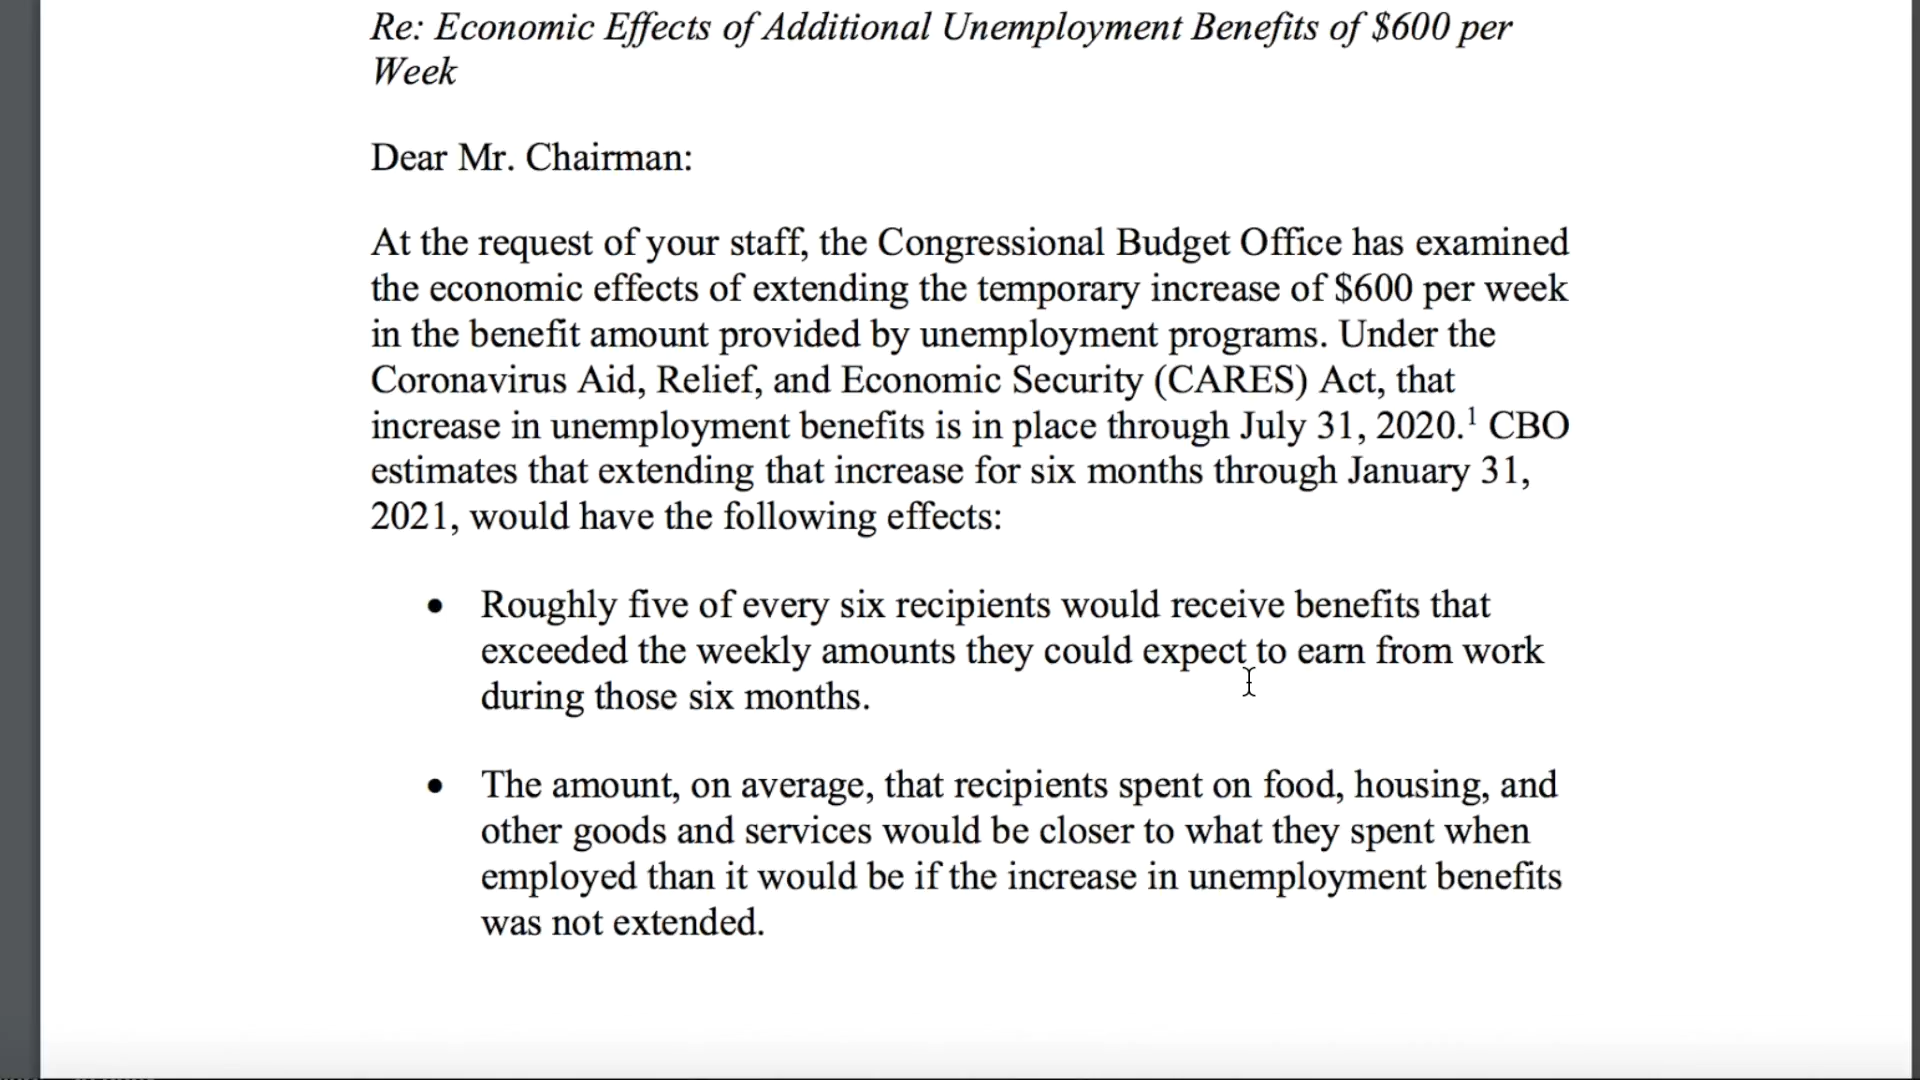 Re: Economic Effects of Additional Unemployment Benefits of $600 per
Week
Dear Mr. Chairman:
At the request of your staff, the Congressional Budget Office has examined
the economic effects of extending the temporary increase of $600 per week
in the benefit amount provided by unemployment programs. Under the
Coronavirus Aid, Relief, and Economic Security (CARES) Act, that
increase in unemployment benefits is in place through July 31, 2020.¹ CBO
estimates that extending that increase for six months through January 31,
2021, would have the following effects:
• Roughly five of every six recipients would receive benefits that
exceeded the weekly amounts they could expect to earn from work
during those six months.
• The amount, on average, that recipients spent on food, housing, and
other goods and services would be closer to what they spent when
employed than it would be if the increase in unemployment benefits
was not extended.